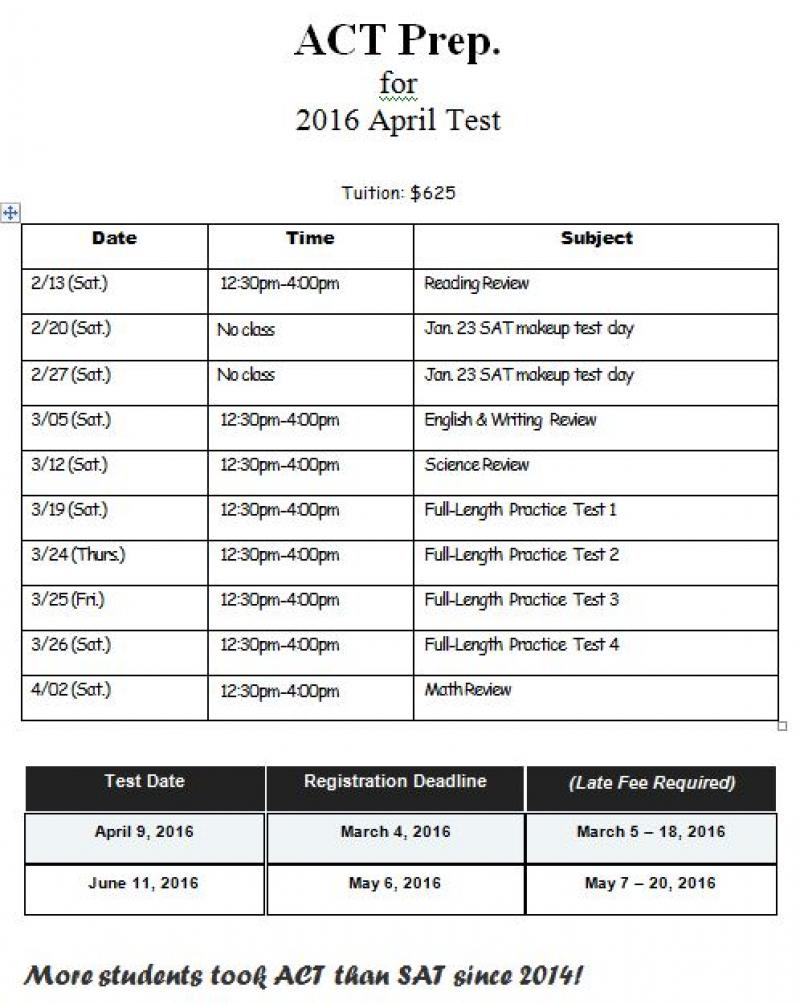 ACT Prep.
for
2016 April Test
Tuition: $625
Date Time Subject
2/13 (Sat.) 12:30pm-4:00pm Reading Review
2/20 (Sat.) No class Jan. 23 SAT makeup test day
2/27 (Sat.) No class Jan. 23 SAT makeup test day
3/05 (Sat.) 12:30pm-4:00pm English & Writing Review
3/12 (Sat.) 12:30pm-4:00pm Science Review
3/19 (Sat.) 12:30pm-4:00pm Full-Length Practice Test 1
3/24 (Thurs.) 12:30pm-4:00pm Full-Length Practice Test 2
3/25 (Fri.) 12:30pm-4:00pm Full-Length Practice Test 3
3/26 (Sat.) 12:30pm-4:00pm Full-Length Practice Test 4
4/02 (Sat.) 12:30pm-4:00pm Math Review
Test Date Registration Deadline (Late Fee Required)
April 9, 2016 March 4, 2016 March 5 – 18, 2016
June 11, 2016 May 6, 2016 May 7 – 20, 2016
More students took ACT than SAT since 2014!